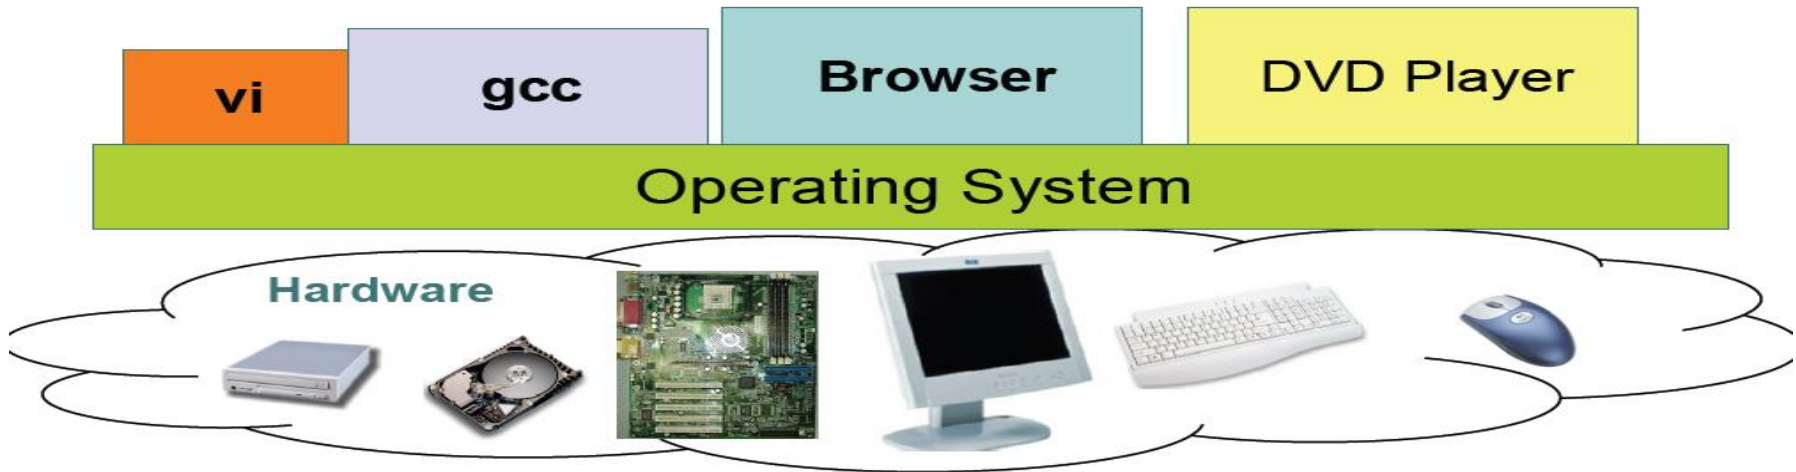 vi
gcc
Browser
DVD Player
Operating System
Hardware